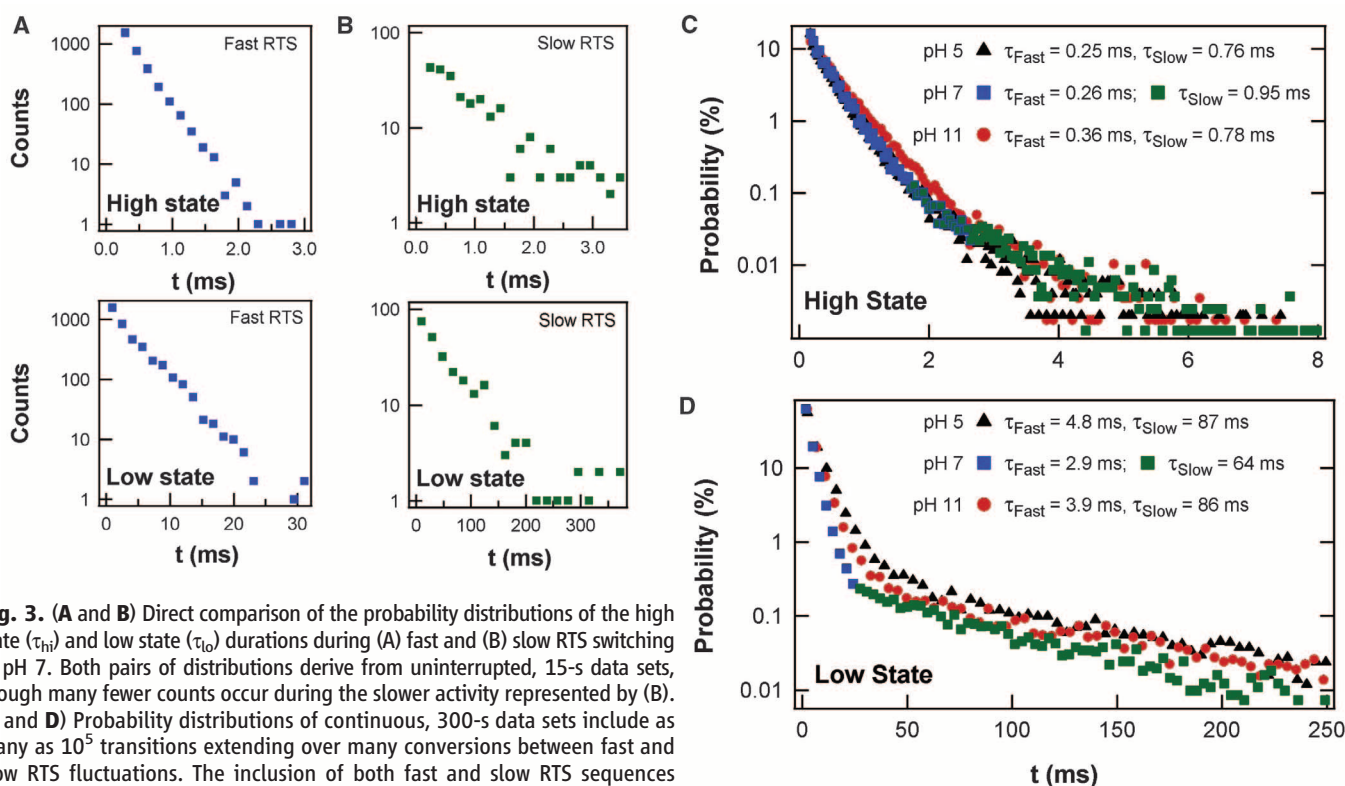 A
Fast RTS
1000
100
10
1
Counts
High state
0.0 1.0 2.0 3.0
t (ms)
Fast RTS
1000
100
10
1
Counts
Low state
0 10 20 30
t (ms)
B
Slow RTS
100
10
1
High state
0.0 1.0 2.0 3.0
t (ms)
Slow RTS
100
10
1
Low state
0 100 200 300
t (ms)
C
pH 5 τFast = 0.25 ms, τSlow = 0.76 ms
pH 7 τFast = 0.26 ms; τSlow = 0.95 ms
pH 11 τFast = 0.36 ms, τSlow = 0.78 ms
10
1
0.1
0.01
Probability (%)
High State
0 2 4 6 8
D
pH 5 τFast = 4.8 ms, τSlow = 87 ms
pH 7 τFast = 2.9 ms; τSlow = 64 ms
pH 11 τFast = 3.9 ms, τSlow = 86 ms
10
1
0.1
0.01
Probability (%)
Low State
0 50 100 150 200 250
t (ms)
g. 3. (A and B) Direct comparison of the probability distributions of the high
ate (τhi) and low state (τlo) durations during (A) fast and (B) slow RTS switching
pH 7. Both pairs of distributions derive from uninterrupted, 15-s data sets,
ough many fewer counts occur during the slower activity represented by (B).
and D) Probability distributions of continuous, 300-s data sets include as
any as 10⁵ transitions extending over many conversions between fast and
ow RTS fluctuations. The inclusion of both fast and slow RTS sequences